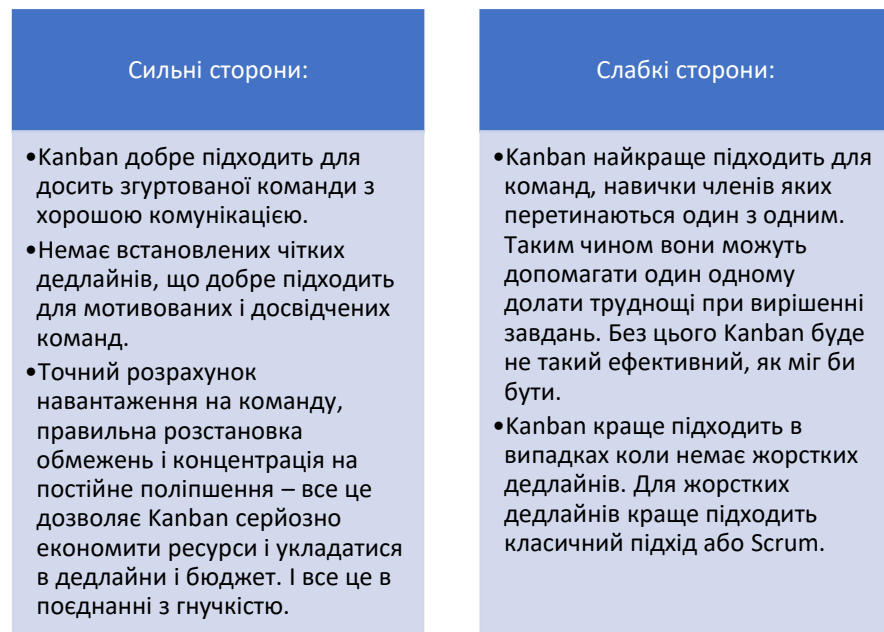 Сильні сторони:
•Kanban добре підходить для
досить згуртованої команди з
хорошою комунікацією.
•Немає встановлених чітких
дедлайнів, що добре підходить
для мотивованих і досвідчених
команд.
•Точний розрахунок
навантаження на команду,
правильна розстановка
обмежень і концентрація на
постійне поліпшення – все це
дозволяє Kanban серйозно
економити ресурси і укладатися
в дедлайни і бюджет. І все це в
поєднанні з гнучкістю.
Слабкі сторони:
•Kanban найкраще підходить для
команд, навички членів яких
перетинаються один з одним.
Таким чином вони можуть
допомагати один одному
долати труднощі при вирішенні
завдань. Без цього Kanban буде
не такий ефективний, як міг би
бути.
•Kanban краще підходить в
випадках коли немає жорстких
дедлайнів. Для жорстких
дедлайнів краще підходить
класичний підхід або Scrum.